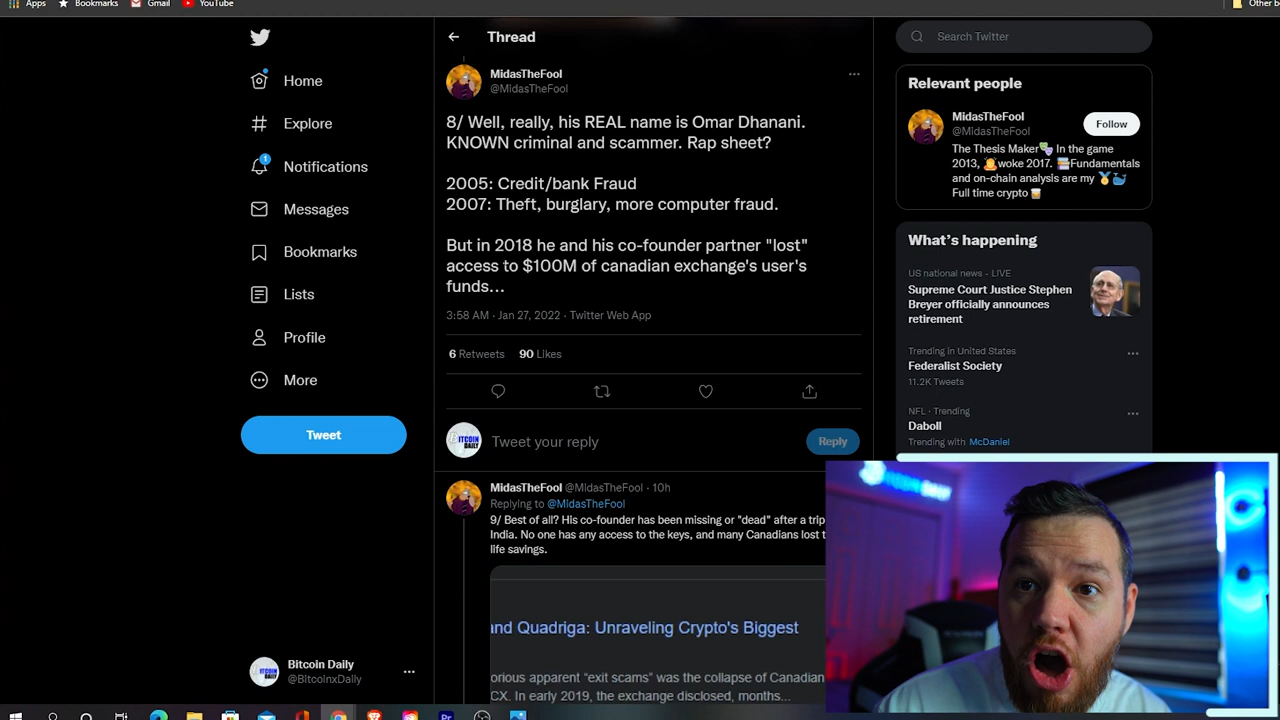 Apps
Bookmarks
Gmail
YouTube
Thread
Search Twitter
Home
Explore
Notifications
1
Messages
Bookmarks
Lists
Profile
More
Tweet
MidasTheFool
@MidasTheFool
8/ Well, really, his REAL name is Omar Dhanani.
KNOWN criminal and scammer. Rap sheet?
2005: Credit/bank Fraud
2007: Theft, burglary, more computer fraud.
But in 2018 he and his co-founder partner "lost"
access to $100M of canadian exchange's user's
funds…
3:58 AM · Jan 27, 2022 · Twitter Web App
6 Retweets 90 Likes
Tweet your reply
Reply
MidasTheFool @MidasTheFool · 10h
Replying to @MidasTheFool
9/ Best of all? His co-founder has been missing or "dead" after a trip
India. No one has any access to the keys, and many Canadians lost t
life savings.
and Quadriga: Unraveling Crypto's Biggest
orious apparent "exit scams" was the collapse of Canadian
CX. In early 2019, the exchange disclosed, months...
Relevant people
MidasTheFool
@MidasTheFool
Follow
The Thesis Maker In the game
2013, woke 2017. Fundamentals
and on-chain analysis are my
Full time crypto
What's happening
US national news · LIVE
Supreme Court Justice Stephen
Breyer officially announces
retirement
Trending in United States
Federalist Society
11.2K Tweets
NFL · Trending
Daboll
Trending with McDaniel
Bitcoin Daily
@BItcoinxDaIly